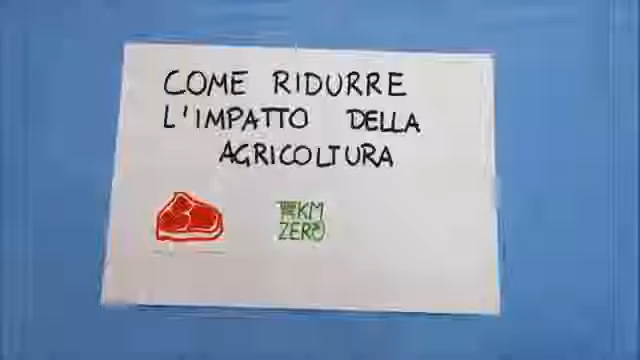 COME RIDURRE
L'IMPATTO DELLA
AGRICOLTURA
KM
ZERO